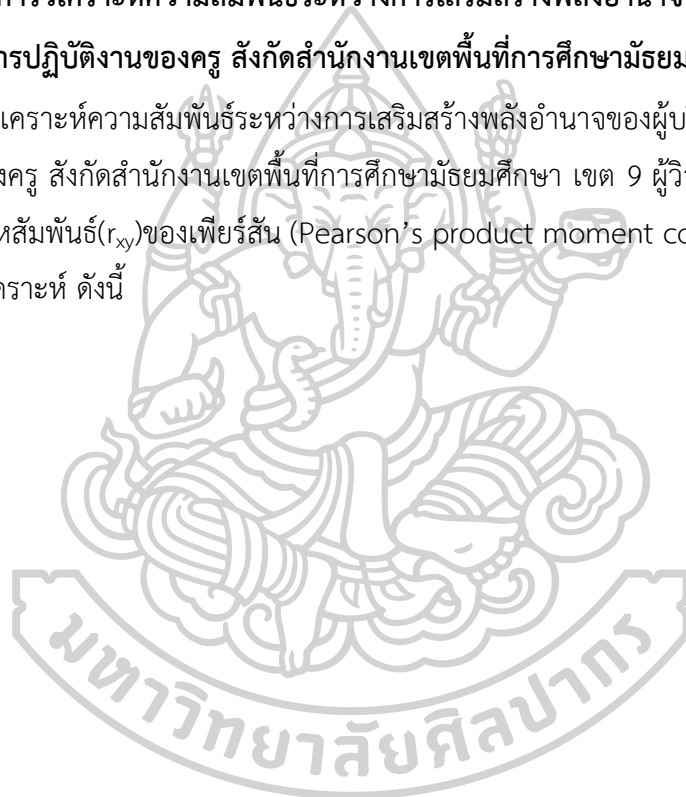 การวิเคราะห์ความสัมพันธ์ระหว่างการเสริมสร้างพลังอำนาจ
การปฏิบัติงานของครู สังกัดสำนักงานเขตพื้นที่การศึกษามัธยม
เคราะห์ความสัมพันธ์ระหว่างการเสริมสร้างพลังอำนาจของผู้บ
งครู สังกัดสำนักงานเขตพื้นที่การศึกษามัธยมศึกษา เขต 9 ผู้วิ
หสัมพันธ์(rxy)ของเพียร์สัน (Pearson's product moment co
คราะห์ ดังนี้
มหาวิทยาลัยศิลปากร